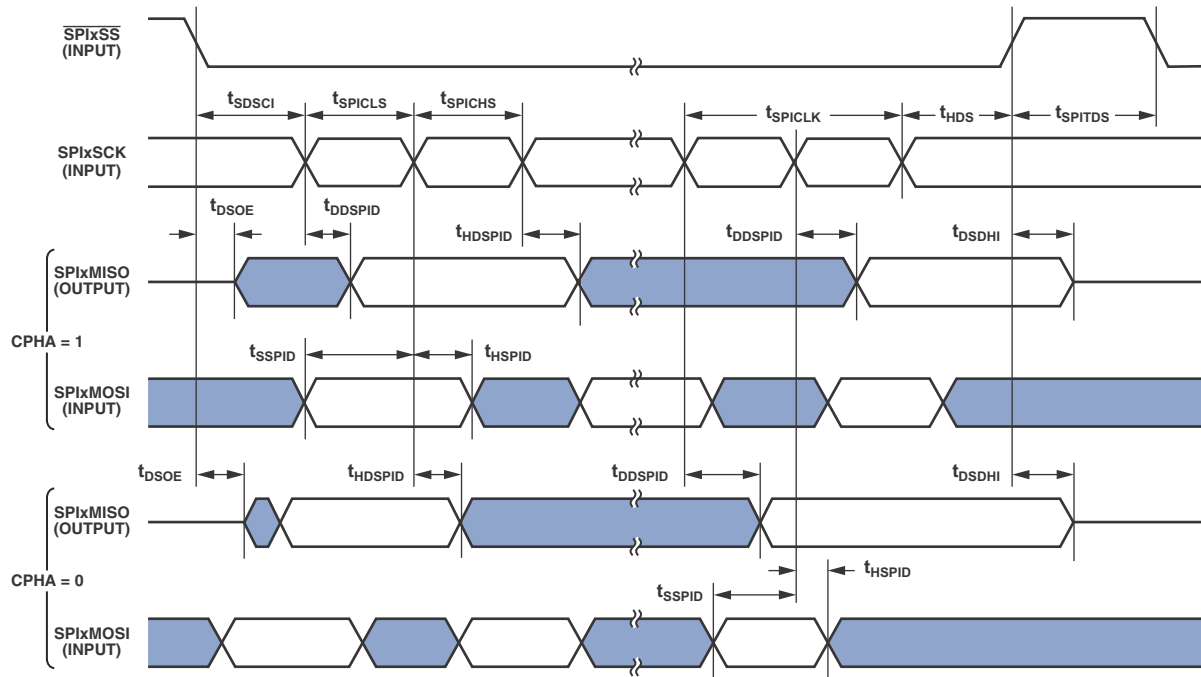 SPIxSS
(INPUT)
tSDSCI
tSPICLS
tSPICHS
tSPICLK
tHDS
tSPITDS
SPIxSCK
(INPUT)
tDSOE
tDDSPID
tHDSPID
tDDSPID
tDSDHI
SPIxMISO
(OUTPUT)
CPHA = 1
tSSPID
tHSPID
SPIxMOSI
(INPUT)
tDSOE
tHDSPID
tDDSPID
tDSDHI
SPIxMISO
(OUTPUT)
CPHA = 0
tSSPID
tHSPID
SPIxMOSI
(INPUT)